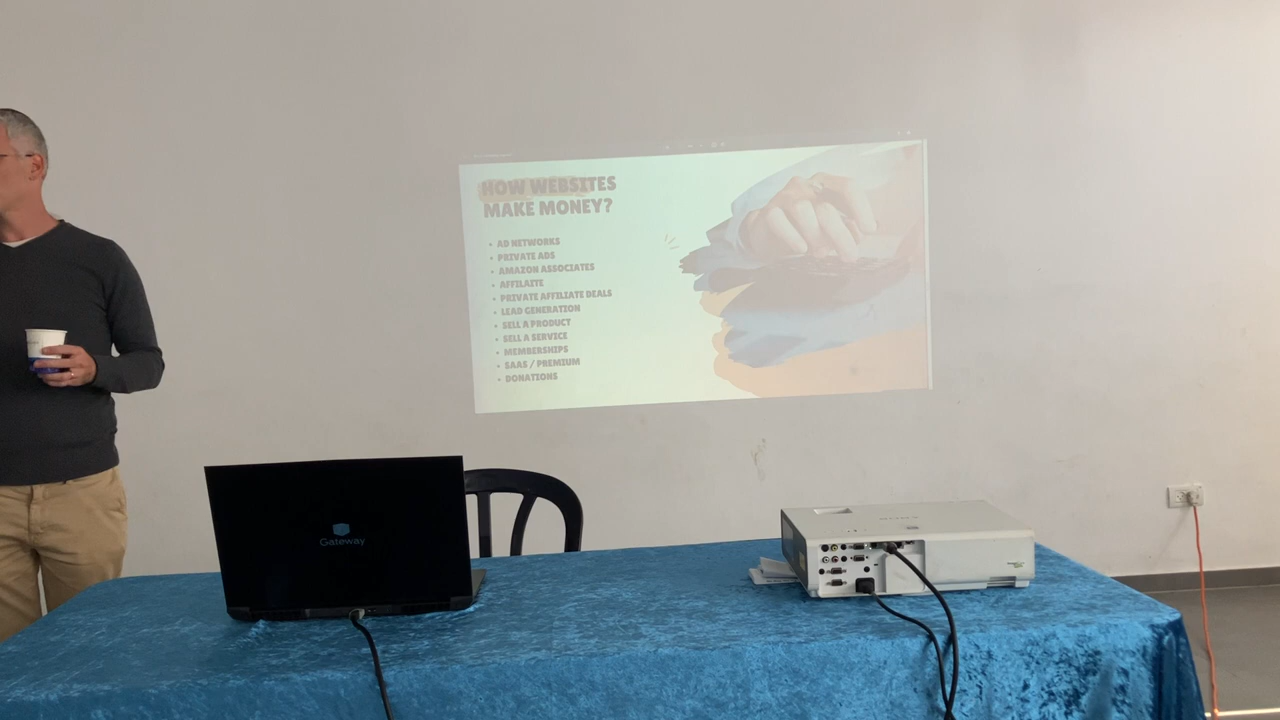 HOW WEBSITES
MAKE MONEY?
• AD NETWORKS
• PRIVATE ADS
• AMAZON ASSOCIATES
• AFFILAITE
• PRIVATE AFFILIATE DEALS
• LEAD GENERATION
• SELL A PRODUCT
• SELL A SERVICE
• MEMBERSHIPS
• SAAS / PREMIUM
• DONATIONS
Gateway